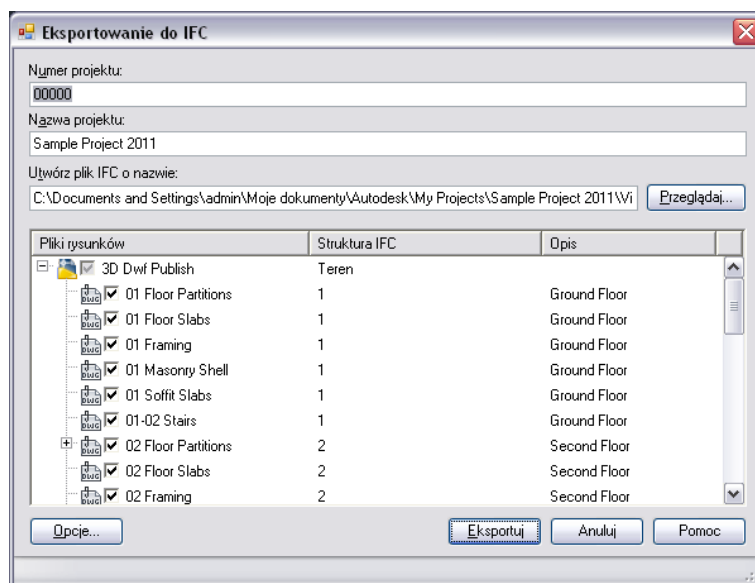 Eksportowanie do IFC
Numer projektu:
00000
Nazwa projektu:
Sample Project 2011
Utwórz plik IFC o nazwie:
C:\Documents and Settings\admin\Moje dokumenty\Autodesk\My Projects\Sample Project 2011\Vi Przeglądaj...
Pliki rysunków Struktura IFC Opis
3D Dwf Publish Teren
01 Floor Partitions 1 Ground Floor
01 Floor Slabs 1 Ground Floor
01 Framing 1 Ground Floor
01 Masonry Shell 1 Ground Floor
01 Soffit Slabs 1 Ground Floor
01-02 Stairs 1 Ground Floor
02 Floor Partitions 2 Second Floor
02 Floor Slabs 2 Second Floor
02 Framing 2 Second Floor
Opcje... Eksportuj Anuluj Pomoc